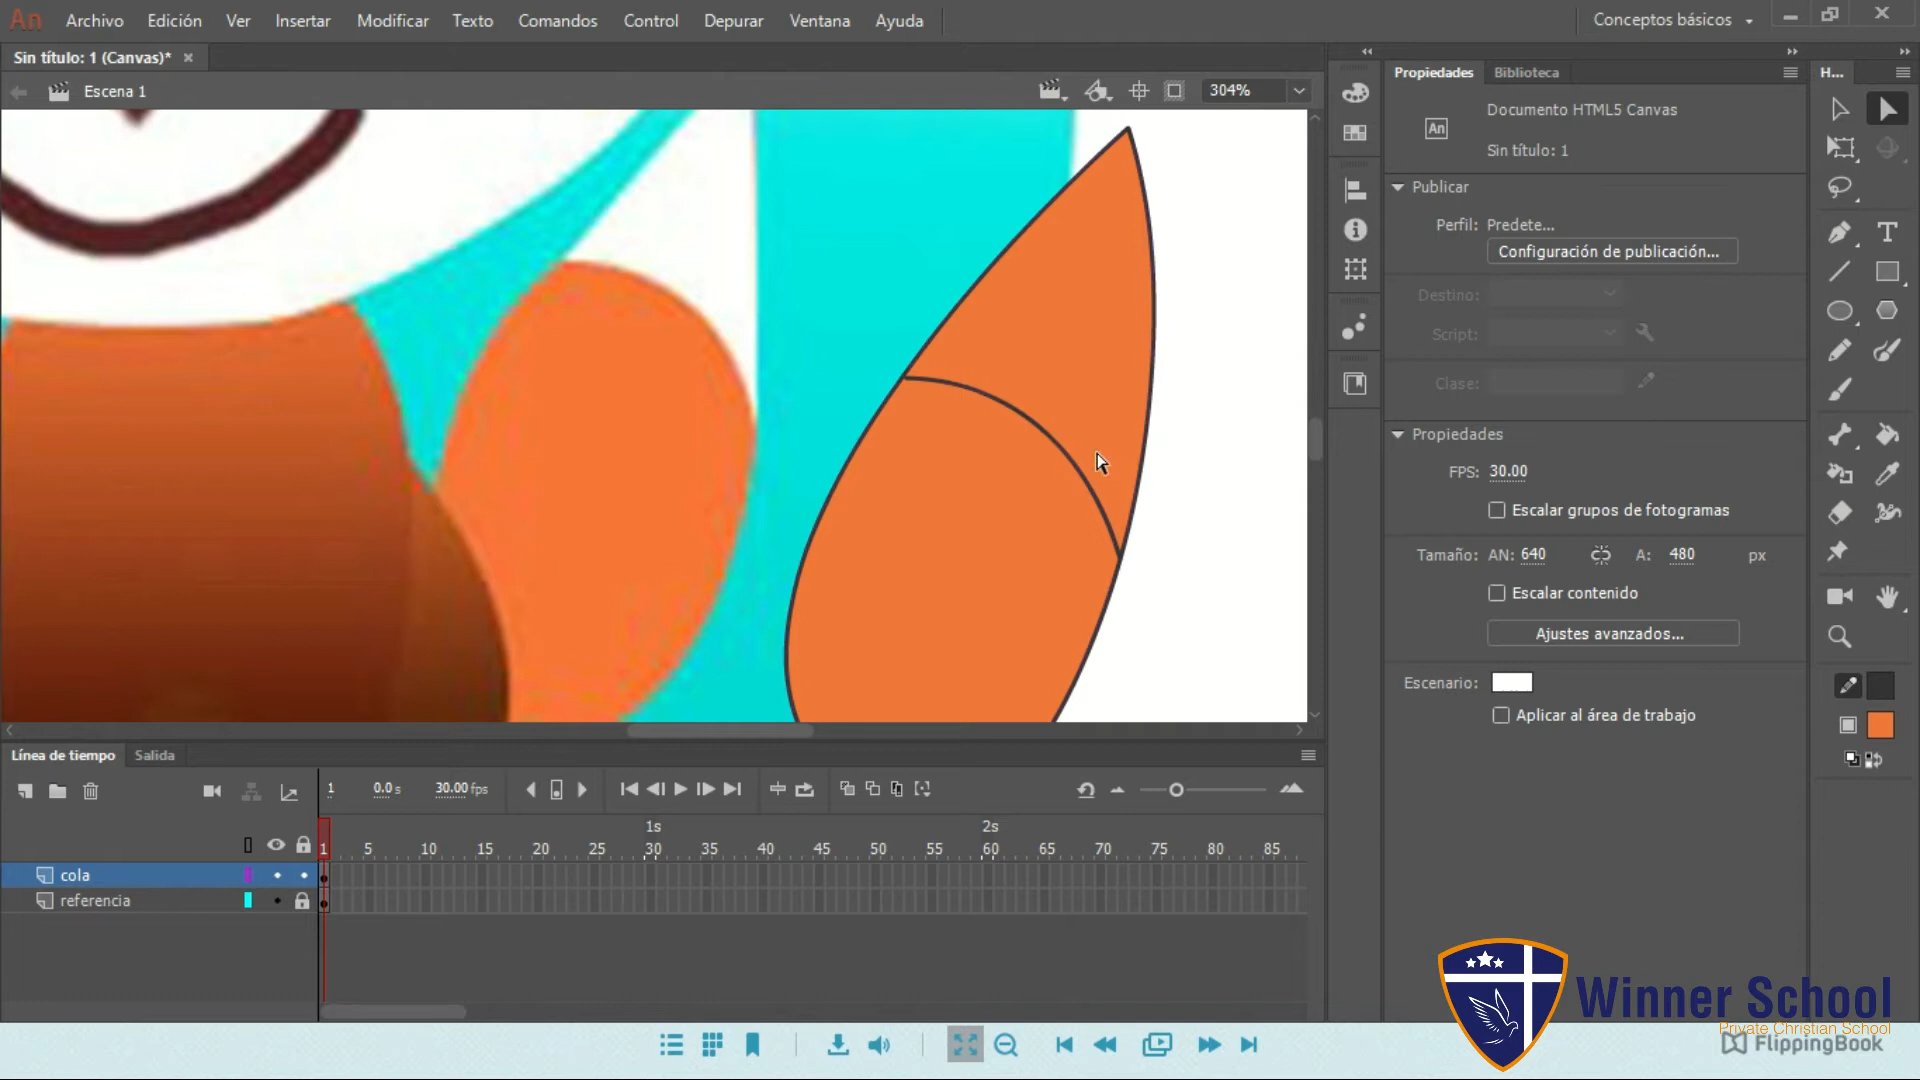 An Archivo Edición Ver Insertar Modificar Texto Comandos Control Depurar Ventana Ayuda Conceptos básicos
Sin título: 1 (Canvas)* ×
Escena 1 304%
Propiedades Biblioteca H...
An Documento HTML5 Canvas
Sin título: 1
Publicar
Perfil: Predete...
Configuración de publicación...
Destino:
Script:
Clase:
Propiedades
FPS: 30.00
Escalar grupos de fotogramas
Tamaño: AN: 640 A: 480 px
Escalar contenido
Ajustes avanzados...
Escenario:
Aplicar al área de trabajo
T
Línea de tiempo Salida
1 0.0 s 30.00 fps
1s 2s
1 5 10 15 20 25 30 35 40 45 50 55 60 65 70 75 80 85
cola
referencia
Winner School
Private Christian School
FlippingBook